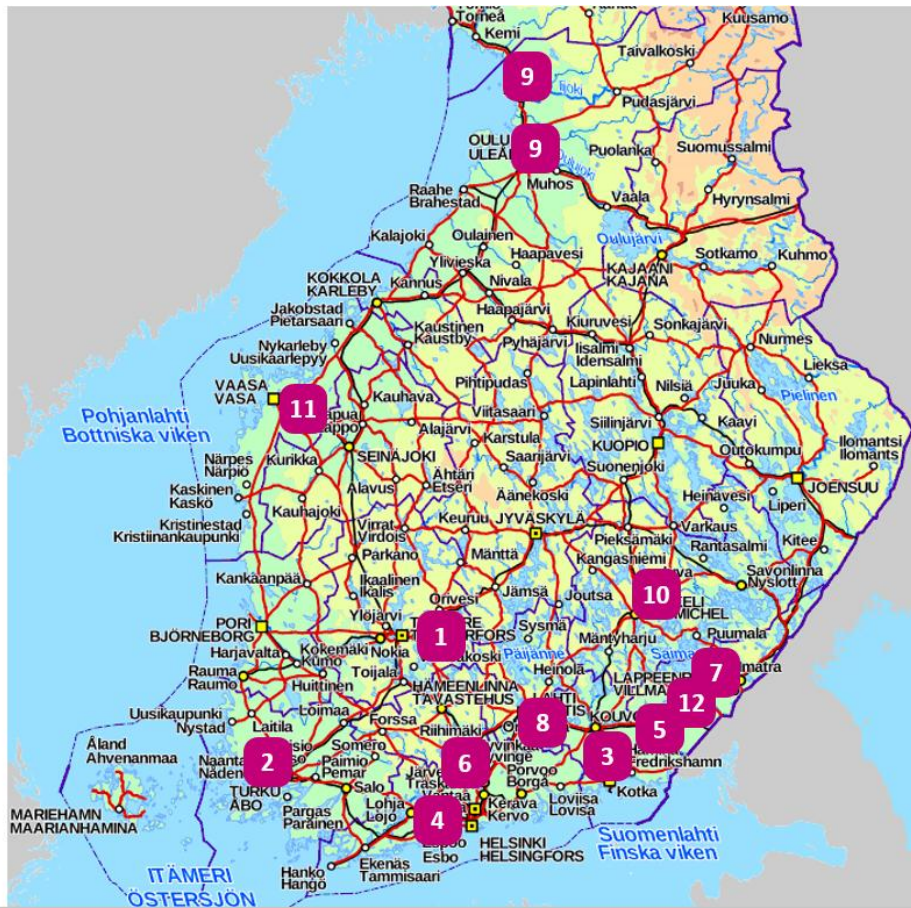 Tornio
Torneå
Kemi
Kuusamo
Taivalkoski
9
Iijoki
Pudasjärvi
OULU
9
Oulujoki
Puolanka
Suomussalmi
Muhos
Raahe
Brahestad
Vaala
Hyrynsalmi
Kalajoki
Oulainen
Haapavesi
Oulujärvi
KAJAANI
KAJANA
Sotkamo
Kuhmo
KOKKOLA
KARLEBY
Kannus
Ylivieska
Nivala
Jakobstad
Pietarsaari
Haapajärvi
Kaustinen
Kaustby
Pyhäjärvi
Kiuruvesi
Sonkajärvi
Iisalmi
Idensalmi
Nurmes
Nykarleby
Uusikaarlepyy
Lieksa
Pihtipudas
Lapinlahti
Nilsiä
Juuka
Pielinen
VAASA
VASA
11
Kauhava
Pohjanlahti
Bottniska viken
Viitasaari
Siilinjärvi
Kaavi
Alajärvi
Karstula
KUOPIO
Outokumpu
Ilomantsi
Ilomants
Närpes
Närpiö
Kurikka
SEINÄJOKI
Saarijärvi
Suonenjoki
JOENSUU
Kaskinen
Kaskö
Alavus
Ähtäri
Etseri
Äänekoski
Heinävesi
Liperi
Kauhajoki
Kristinestad
Kristiinankaupunki
Virrat
Virdois
Keuruu
JYVÄSKYLÄ
Varkaus
Pieksämäki
Rantasalmi
Kitee
Parkano
Mänttä
Kangasniemi
Savonlinna
Nyslott
Kankaanpää
Ikaalinen
Ikalis
Jämsä
Joutsa
10
Orivesi
PORI
BJÖRNEBORG
Ylöjärvi
1
Sysmä
Mäntyharju
Puumala
Harjavalta
Kokemäki
Kumo
Nokia
Päijänne
Saimaa
Rauma
Raumo
Huittinen
Toijala
Heinola
7
HÄMEENLINNA
TAVASTEHUS
12
Uusikaupunki
Nystad
Laitila
Loimaa
Forssa
Riihimäki
8
5
Åland
Ahvenanmaa
2
Somero
Paimio
Pemar
6
3
Fredrikshamn
TURKU
ÅBO
Salo
Porvoo
Borgå
Loviisa
Lovisa
Kotka
MARIEHAMN
MAARIANHAMINA
Pargas
Parainen
Lohja
Lojo
4
Kerava
Kervo
Espoo
Esbo
HELSINKI
HELSINGFORS
Suomenlahti
Finska viken
Hanko
Hangö
Ekenäs
Tammisaari
ITÄMERI
ÖSTERSJÖN